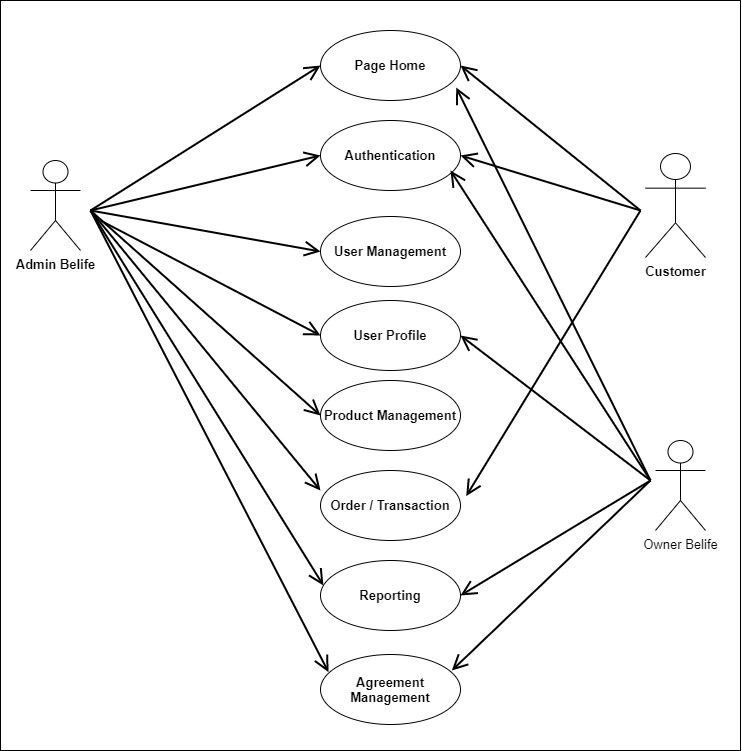 Page Home
Authentication
Admin Belife
Customer
User Management
User Profile
Product Management
Order / Transaction
Owner Belife
Reporting
Agreement
Management